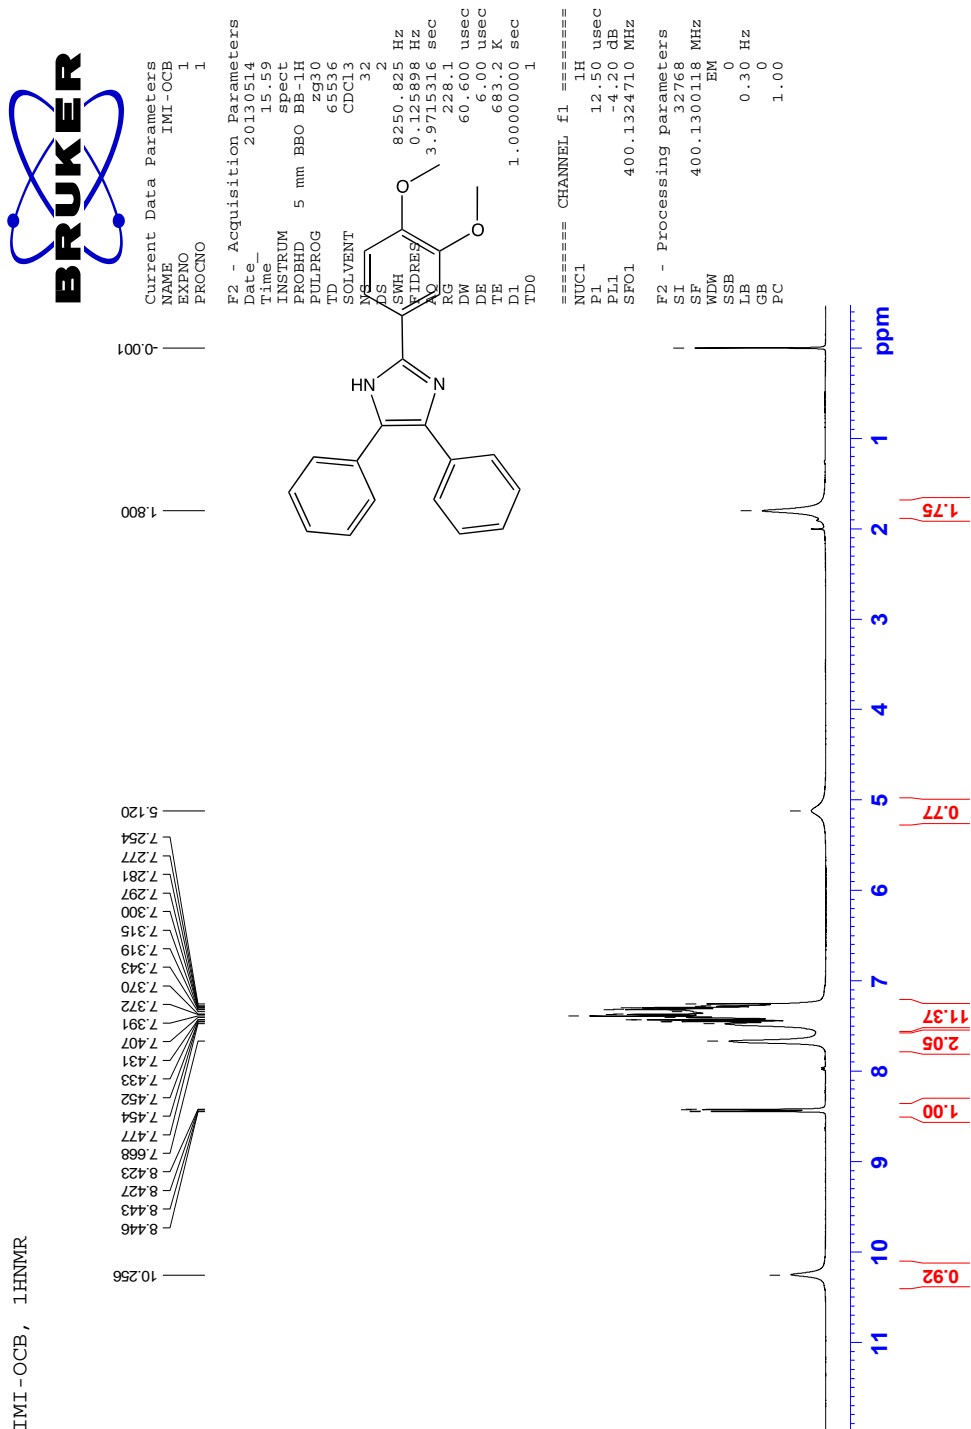 IMI-OCB, 1HNMR
BRUKER
Current Data Parameters
NAME IMI-OCB
EXPNO 1
PROCNO 1
F2 - Acquisition Parameters
Date_ 20130514
Time 15.59
INSTRUM spect
PROBHD 5 mm BBO BB-1H
PULPROG zg30
TD 65536
SOLVENT CDCl3
NS 32
DS 2
SWH 8250.825 Hz
FIDRES 0.125898 Hz
AQ 3.9715316 sec
RG 228.1
DW 60.600 usec
DE 6.00 usec
TE 683.2 K
D1 1.00000000 sec
TD0 1
======== CHANNEL f1 ========
NUC1 1H
P1 12.50 usec
PL1 -4.20 dB
SFO1 400.1324710 MHz
F2 - Processing parameters
SI 32768
SF 400.1300118 MHz
WDW EM
SSB 0
LB 0.30 Hz
GB 0
PC 1.00
10.256
8.446
8.443
8.427
8.423
7.668
7.477
7.454
7.452
7.433
7.431
7.407
7.391
7.372
7.370
7.343
7.319
7.315
7.300
7.297
7.281
7.277
7.254
5.120
1.800
-0.001
HN
N
O
O
11 10 9 8 7 6 5 4 3 2 1 ppm
0.92
1.00
2.05
11.37
0.77
1.75